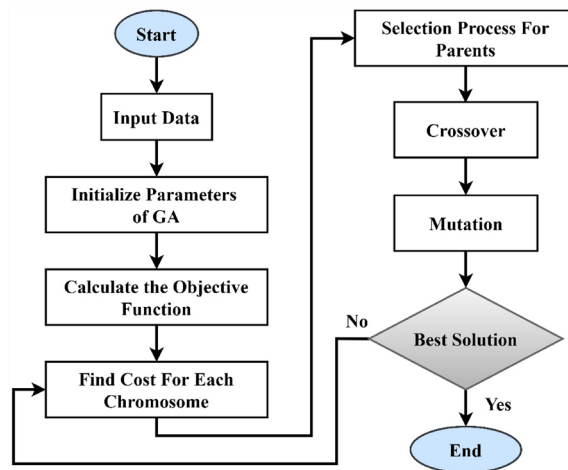 Start
Input Data
Initialize Parameters
of GA
Calculate the Objective
Function
Find Cost For Each
Chromosome
Selection Process For
Parents
Crossover
Mutation
Best Solution
No
Yes
End